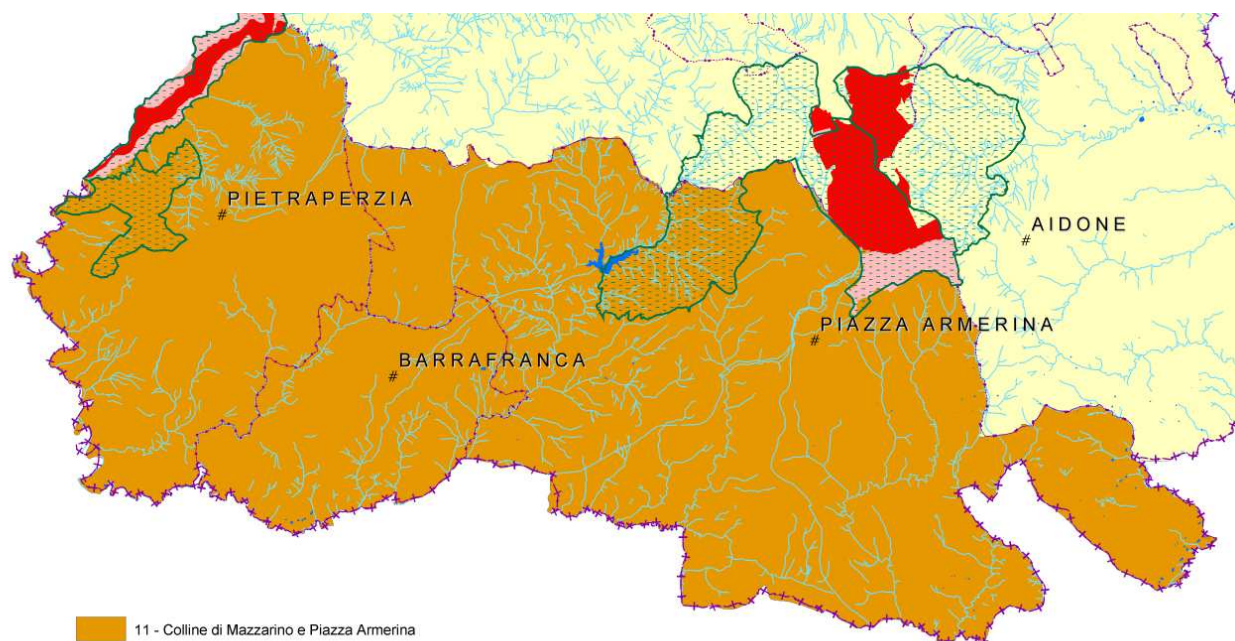 PIETRAPERZIA
#
AIDONE
#
PIAZZA ARMERINA
#
BARRAFRANCA
#
11 - Colline di Mazzarino e Piazza Armerina